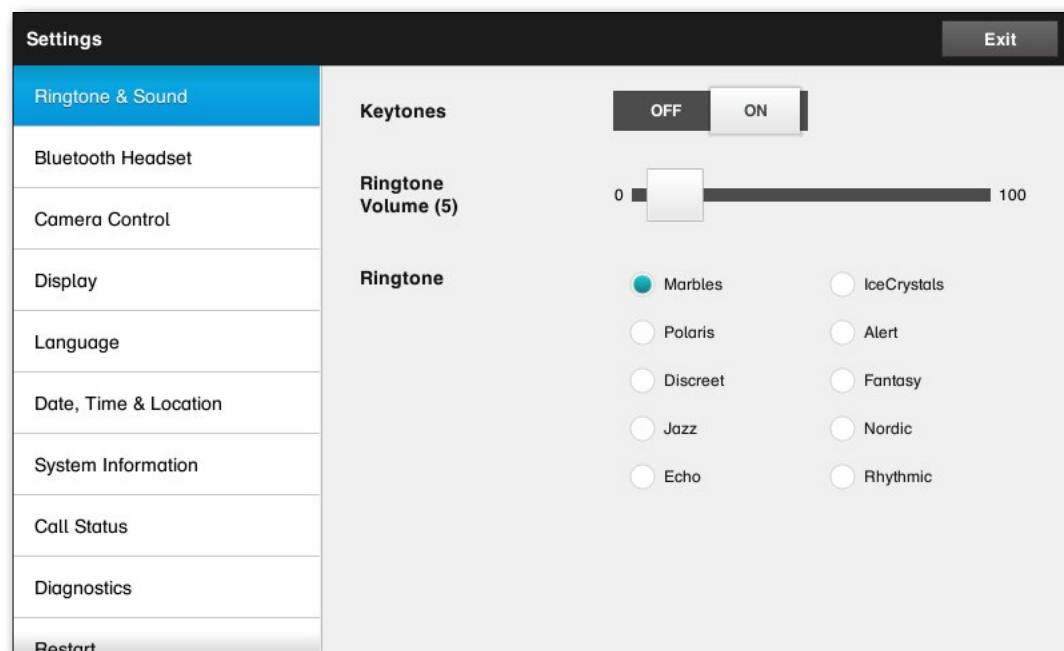 Settings
Exit
Ringtone & Sound
Bluetooth Headset
Camera Control
Display
Language
Date, Time & Location
System Information
Call Status
Diagnostics
Restart
Keytones
OFF ON
Ringtone
Volume (5)
0 100
Ringtone
Marbles IceCrystals
Polaris Alert
Discreet Fantasy
Jazz Nordic
Echo Rhythmic